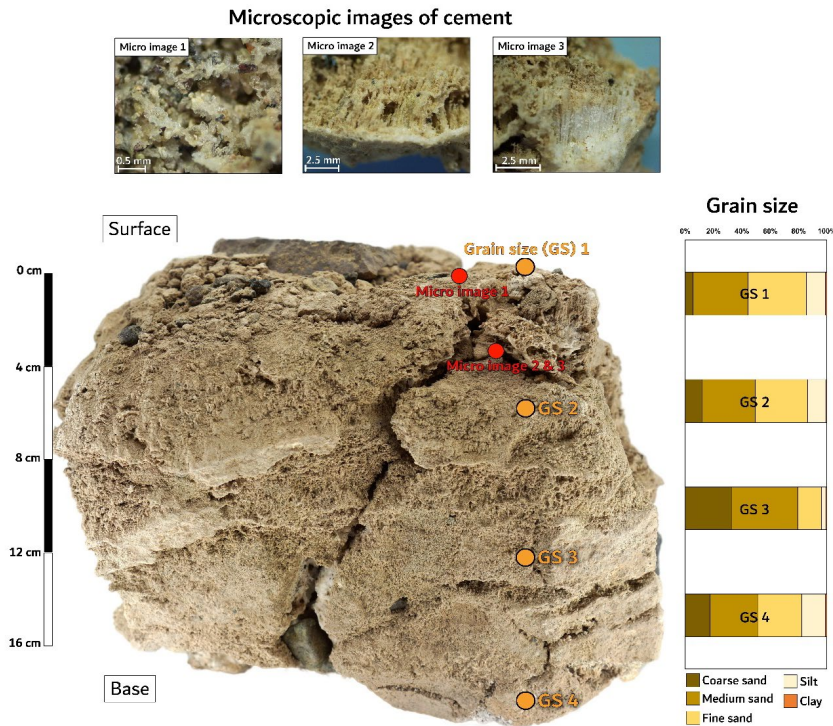 Microscopic images of cement
Micro image 1
Micro image 2
Micro image 3
0.5 mm
2.5 mm
2.5 mm
Surface
Grain size
0% 20% 40% 60% 80% 100%
Grain size (GS) 1
0 cm
Micro image 1
GS 1
4 cm
Micro image 2 & 3
GS 2
GS 2
8 cm
GS 3
12 cm
GS 3
GS 4
16 cm
Base
GS 4
Coarse sand
Silt
Medium sand
Clay
Fine sand